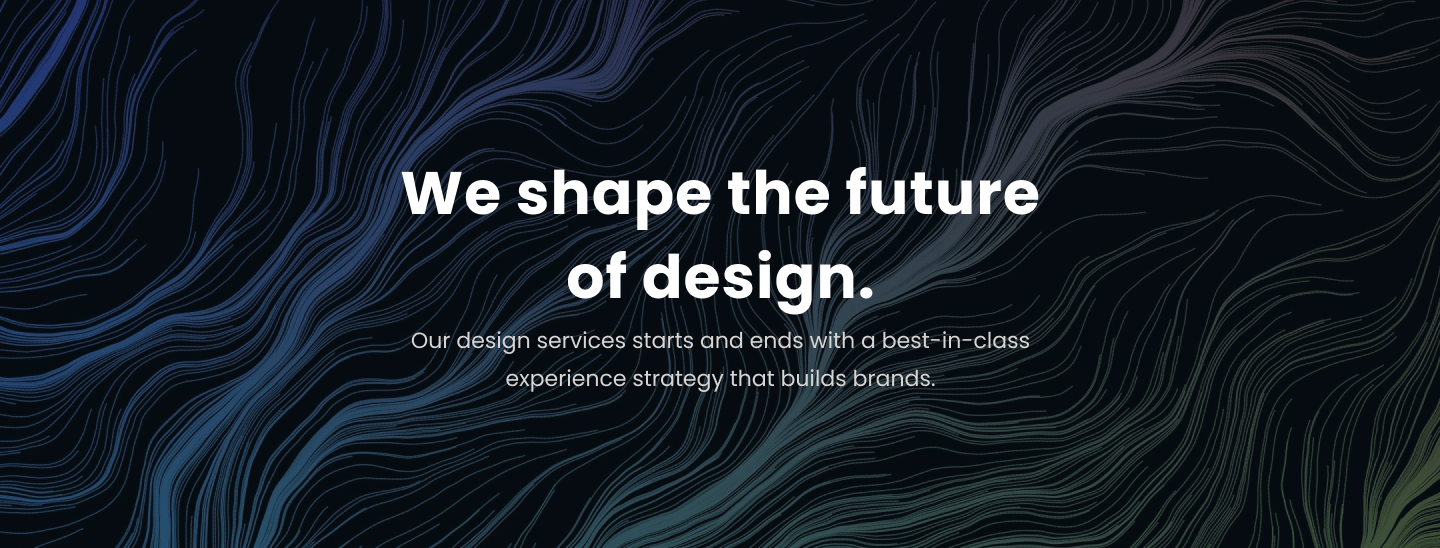 We shape the future
of design.
Our design services starts and ends with a best-in-class
experience strategy that builds brands.